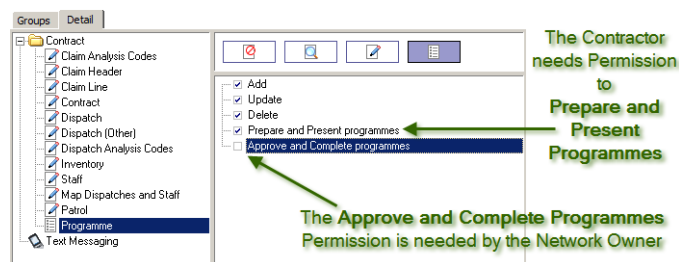 Groups
Detail
Contract
Claim Analysis Codes
Claim Header
Claim Line
Contract
Dispatch
Dispatch (Other)
Dispatch Analysis Codes
Inventory
Staff
Map Dispatches and Staff
Patrol
Programme
Text Messaging
Add
Update
Delete
Prepare and Present programmes
Approve and Complete programmes
The Contractor
needs Permission
to
Prepare and
Present
Programmes
The Approve and Complete Programmes
Permission is needed by the Network Owner